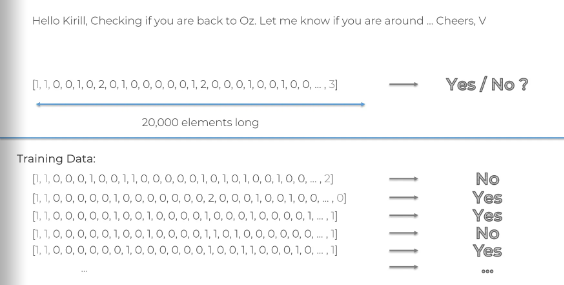 Hello Kirill, Checking if you are back to Oz. Let me know if you are around ... Cheers, V
[1, 1, 0, 0, 1, 0, 2, 0, 1, 0, 0, 0, 0, 0, 1, 2, 0, 0, 0, 1, 0, 0, 1, 0, 0, ... , 3] Yes / No ?
20,000 elements long
Training Data:
[1, 1, 0, 0, 0, 1, 0, 0, 1, 1, 0, 0, 0, 0, 0, 1, 0, 1, 0, 1, 0, 0, 1, 0, 0, ... , 2] No
[1, 1, 0, 0, 0, 0, 0, 1, 0, 0, 0, 0, 0, 0, 0, 2, 0, 0, 0, 1, 0, 0, 1, 0, 0, ... , 0] Yes
[1, 1, 0, 0, 0, 0, 0, 1, 0, 0, 1, 0, 0, 0, 0, 1, 0, 0, 0, 1, 0, 0, 0, 0, 1, ... , 1] Yes
[1, 1, 0, 0, 0, 0, 0, 1, 0, 0, 1, 0, 0, 0, 0, 1, 1, 0, 1, 0, 0, 0, 0, 0, 0, ... , 1] No
[1, 1, 0, 0, 0, 0, 0, 0, 1, 0, 0, 0, 0, 0, 0, 1, 0, 0, 1, 1, 0, 0, 0, 1, 0, ... , 1] Yes
... ...